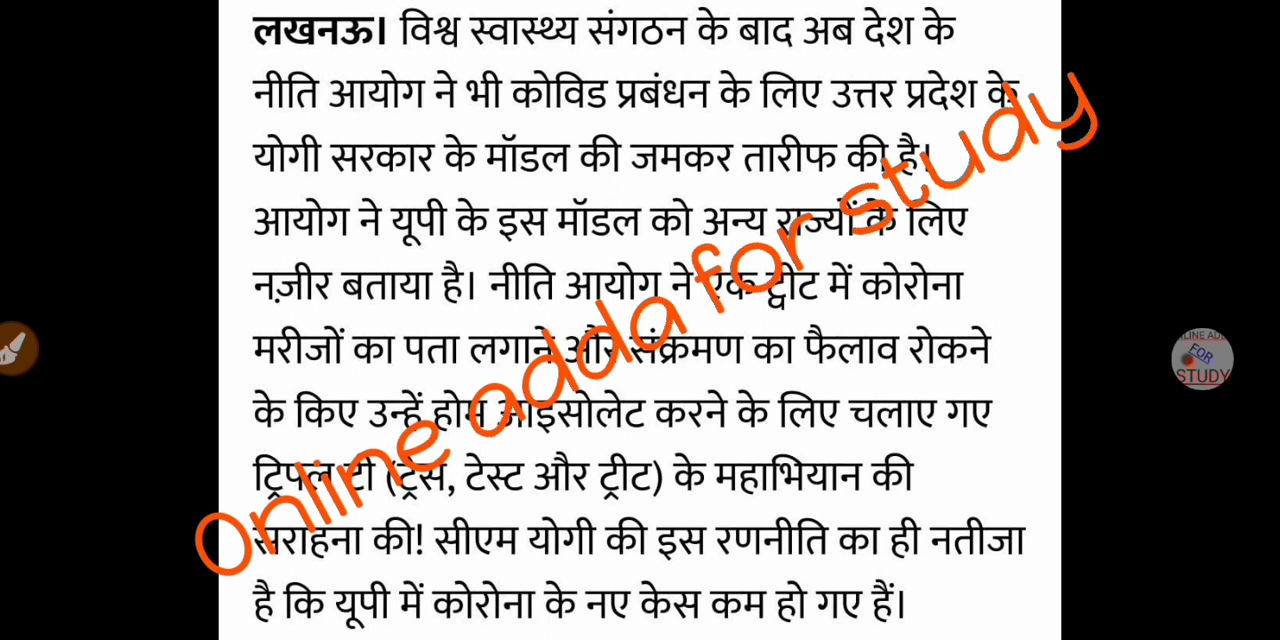 लखनऊ। विश्व स्वास्थ्य संगठन के बाद अब देश के
नीति आयोग ने भी कोविड प्रबंधन के लिए उत्तर प्रदेश के
योगी सरकार के मॉडल की जमकर तारीफ की है।
आयोग ने यूपी के इस मॉडल को अन्य राज्यों के लिए
नज़ीर बताया है। नीति आयोग ने एक ट्वीट में कोरोना
मरीजों का पता लगाने और संक्रमण का फैलाव रोकने
के किए उन्हें होम आइसोलेट करने के लिए चलाए गए
ट्रिपल टी (ट्रेस, टेस्ट और ट्रीट) के महाभियान की
सराहना की! सीएम योगी की इस रणनीति का ही नतीजा
है कि यूपी में कोरोना के नए केस कम हो गए हैं।
Online adda for study
FOR
STUDY